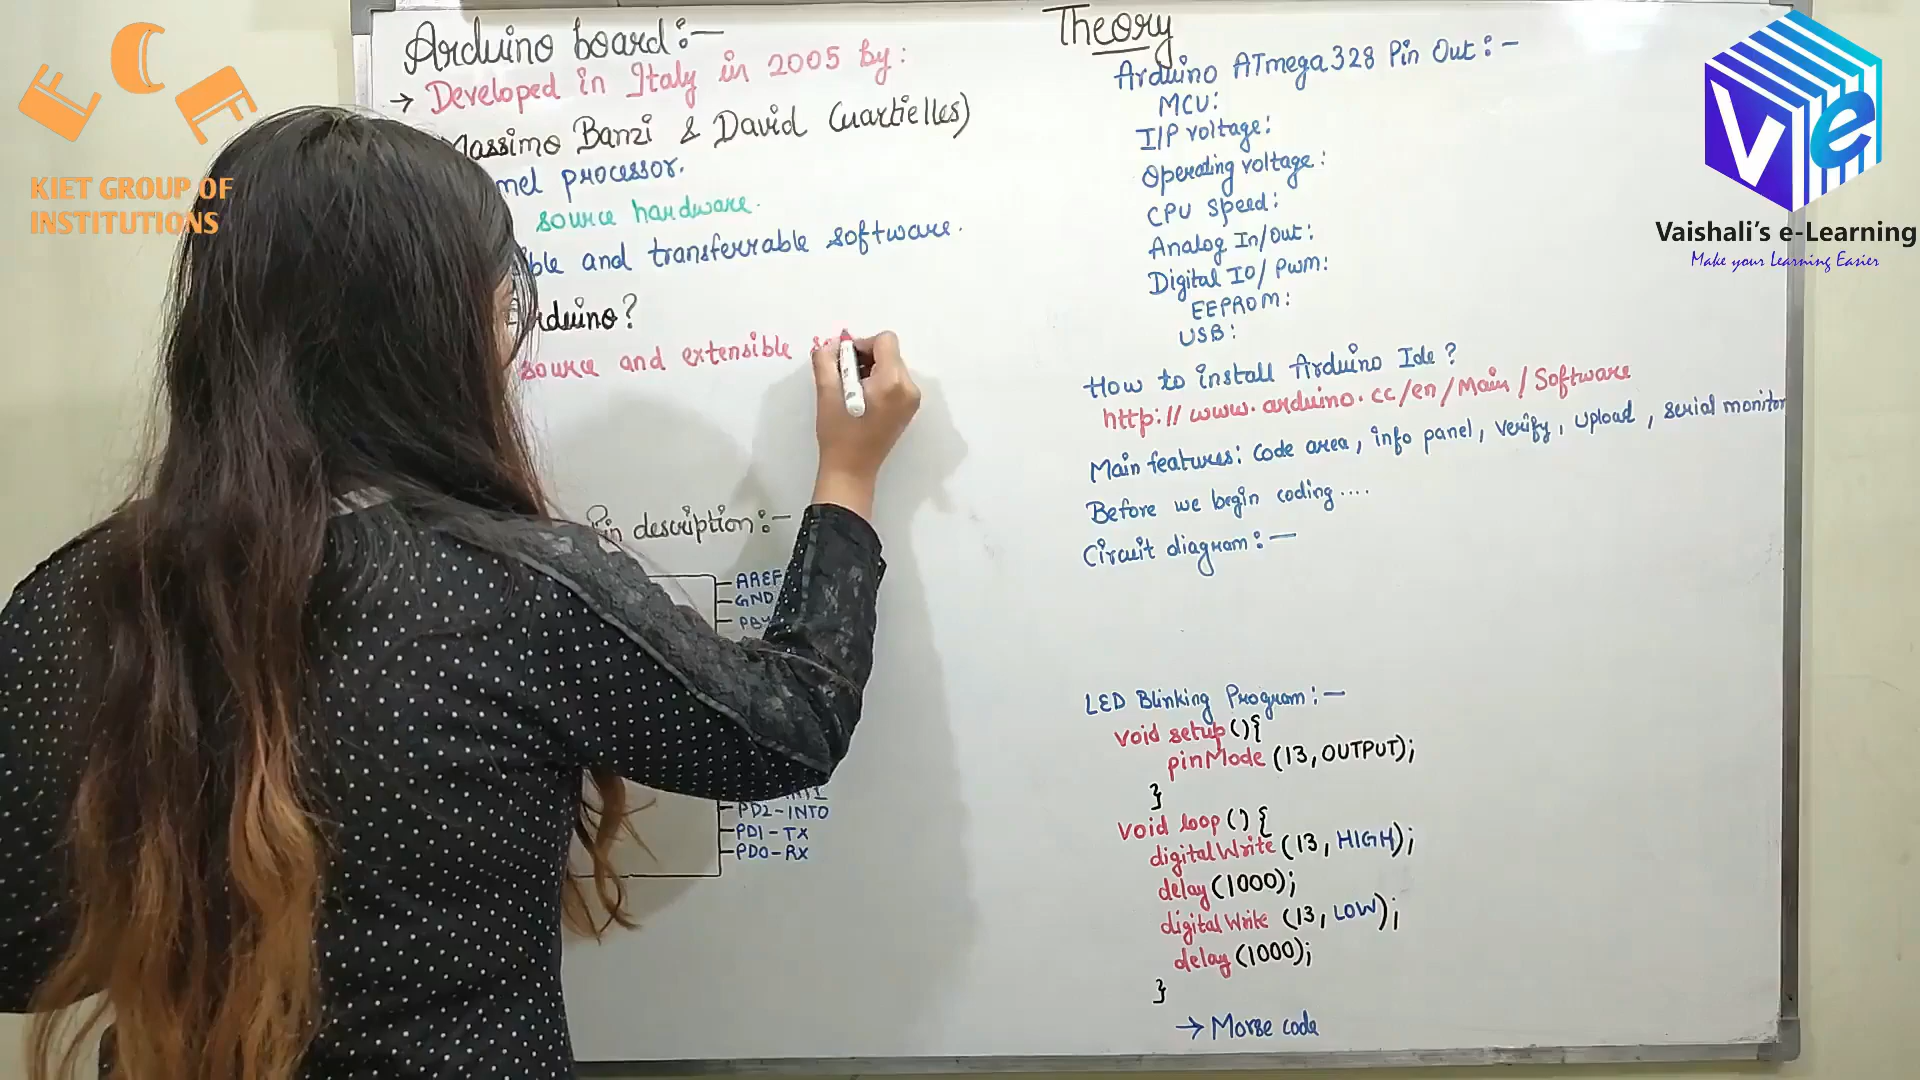 ECE
KIET GROUP OF
INSTITUTIONS
Arduino board:-
→ Developed in Italy in 2005 by:
Massimo Banzi & David Cuartielles)
processor.
source hardware.
and transferrable software.
Arduino?
source and extensible
Pin description:-
AREF
GND
PD2-INT0
PD1-TX
PD0-RX
Theory
Arduino ATmega328 Pin Out:-
MCU:
I/P voltage:
Operating voltage:
CPU speed:
Analog In/Out:
Digital IO/PWM:
EEPROM:
USB:
How to install Arduino Ide?
http://www.arduino.cc/en/Main/Software
Main features: code area, info panel, verify, upload, serial monitor
Before we begin coding....
Circuit diagram:-
LED Blinking Program:-
void setup(){
pinMode (13, OUTPUT);
}
void loop() {
digitalWrite (13, HIGH);
delay(1000);
digitalWrite (13, LOW);
delay(1000);
}
→ Morse code
Ve
Vaishali's e-Learning
Make your Learning Easier